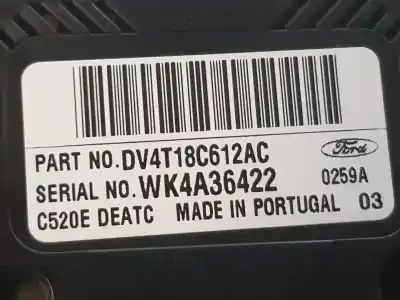 PART NO.DV4T18C612AC
Ford
SERIAL NO.WK4A36422
0259A
C520E DEATC MADE IN PORTUGAL 03